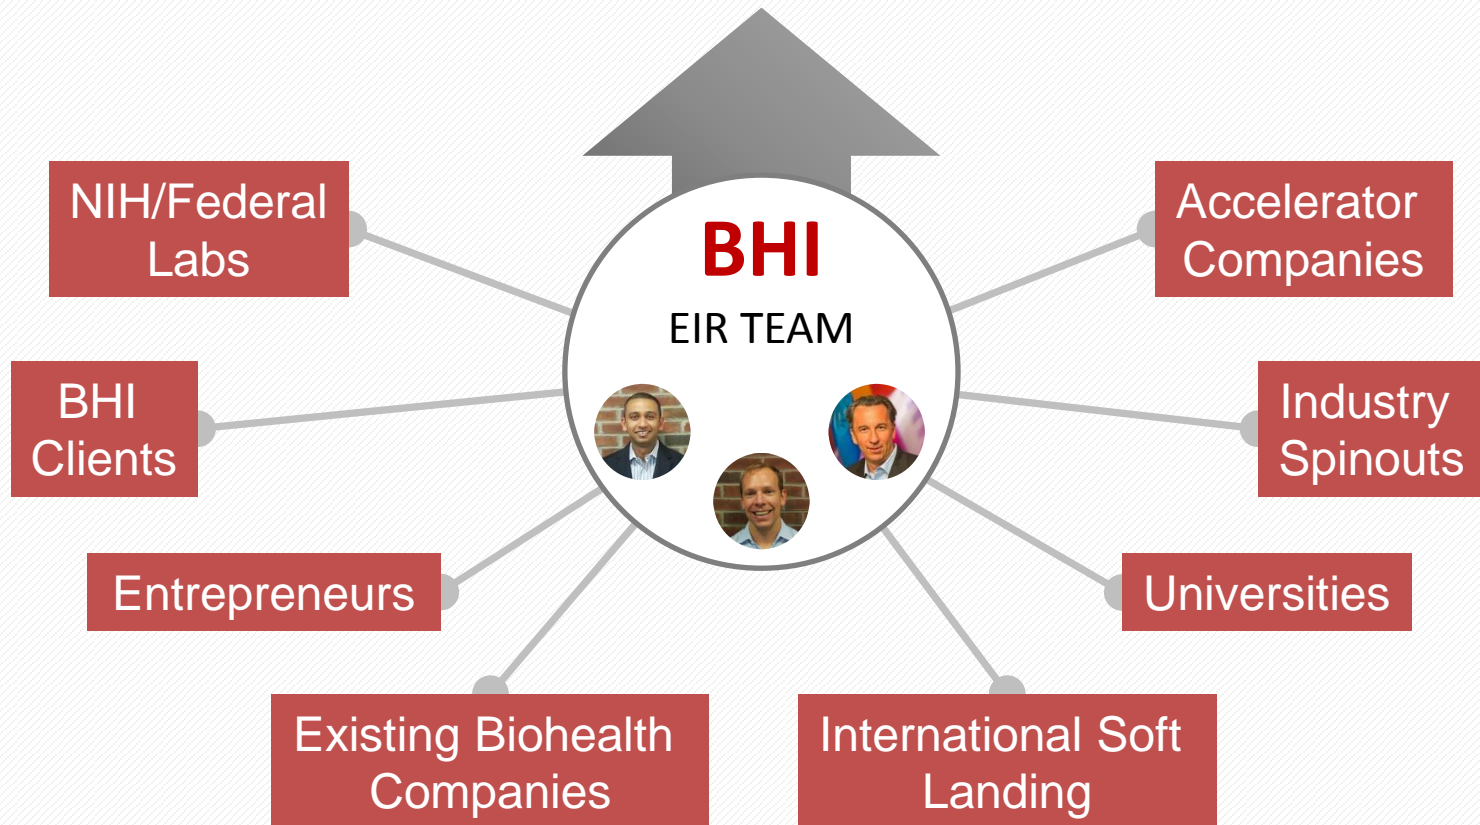 BHI
EIR TEAM
NIH/Federal
Labs
Accelerator
Companies
BHI
Clients
Industry
Spinouts
Entrepreneurs
Universities
Existing Biohealth
Companies
International Soft
Landing